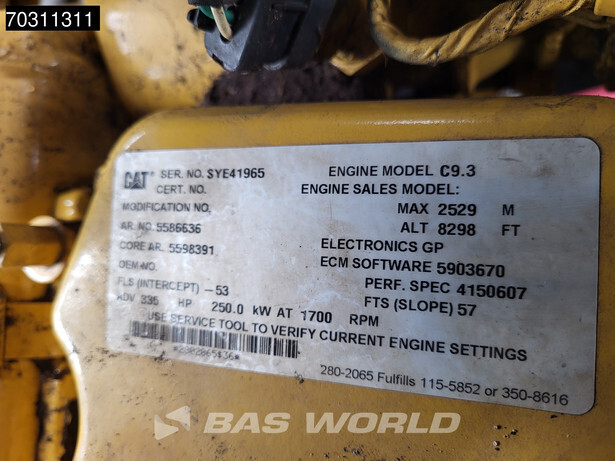 70311311
CAT® SER. NO. SYE41965 ENGINE MODEL C9.3
CERT. NO. ENGINE SALES MODEL:
MODIFICATION NO. MAX 2529 M
AR. NO. 5586636 ALT 8298 FT
CORE AR. 5598391 ELECTRONICS GP
OEM NO. ECM SOFTWARE 5903670
FLS (INTERCEPT) -53 PERF. SPEC 4150607
ADV 335 HP 250.0 kW AT 1700 RPM FTS (SLOPE) 57
USE SERVICE TOOL TO VERIFY CURRENT ENGINE SETTINGS
280-2065 Fulfills 115-5852 or 350-8616
BAS WORLD